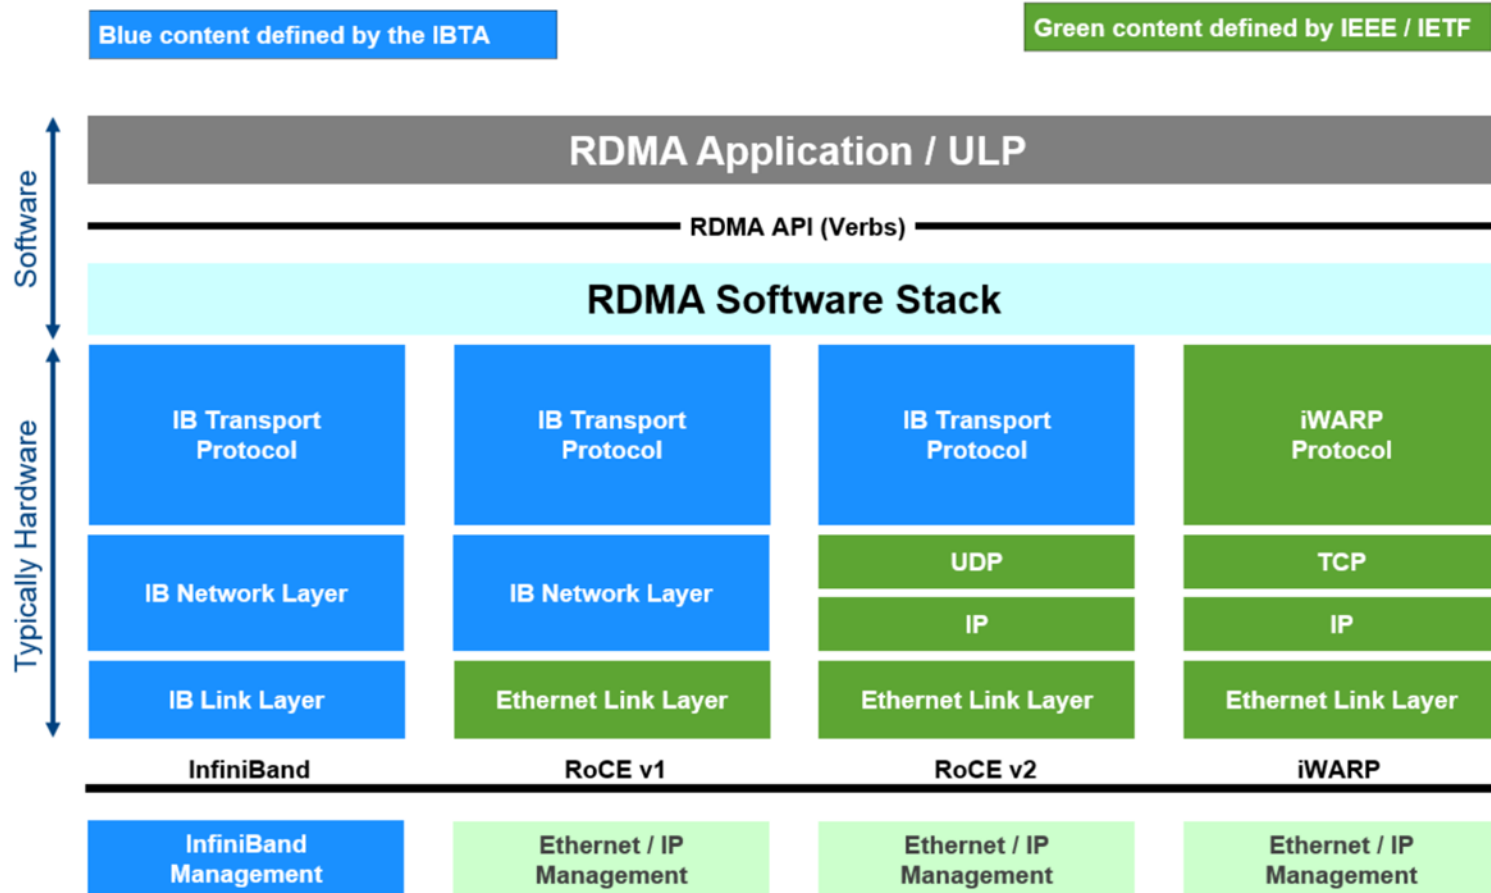 Blue content defined by the IBTA
Green content defined by IEEE / IETF
Software
RDMA Application / ULP
RDMA API (Verbs)
RDMA Software Stack
Typically Hardware
IB Transport
Protocol
IB Transport
Protocol
IB Transport
Protocol
iWARP
Protocol
IB Network Layer
IB Network Layer
UDP
TCP
IP
IP
IB Link Layer
Ethernet Link Layer
Ethernet Link Layer
Ethernet Link Layer
InfiniBand
RoCE v1
RoCE v2
iWARP
InfiniBand
Management
Ethernet / IP
Management
Ethernet / IP
Management
Ethernet / IP
Management